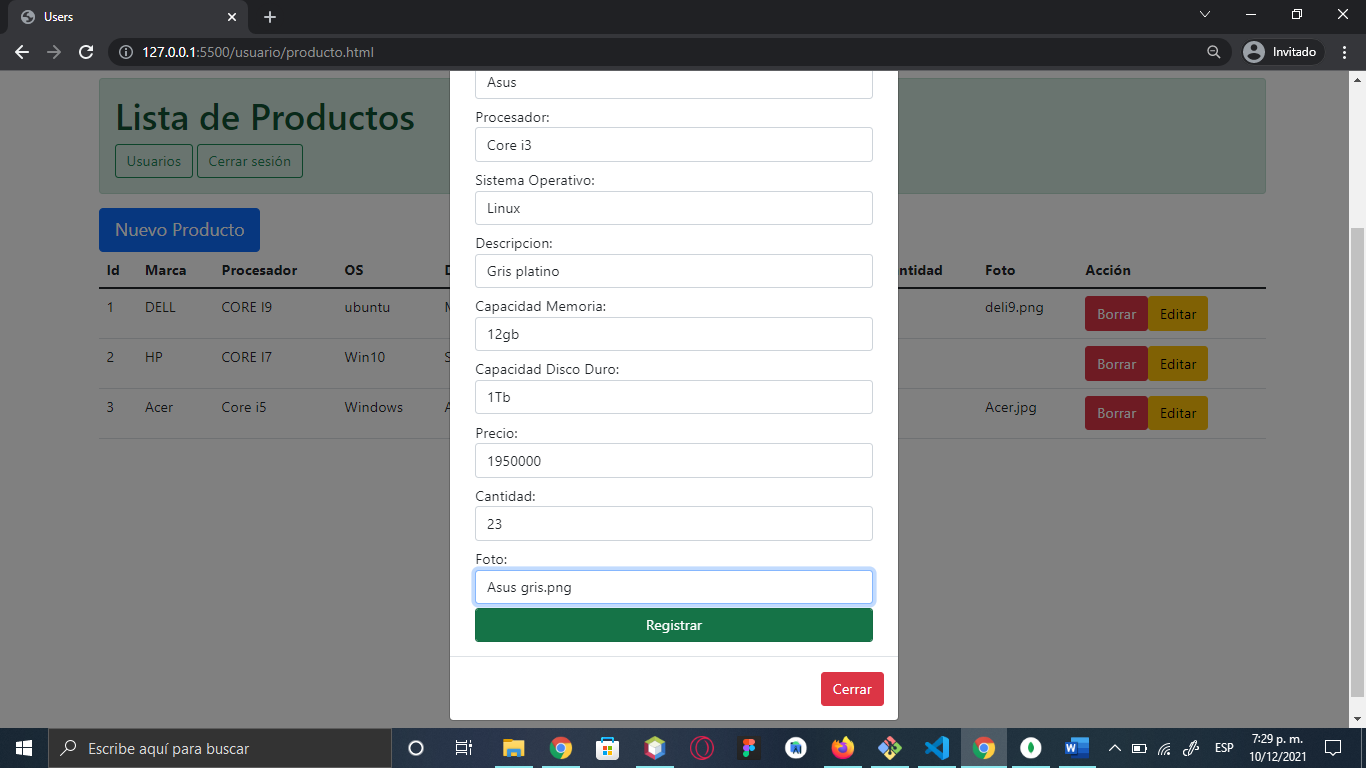 Users
127.0.0.1:5500/usuario/producto.html
Invitado
Lista de Productos
Usuarios Cerrar sesión
Nuevo Producto
Id Marca Procesador OS Foto Acción
1 DELL CORE I9 ubuntu deli9.png Borrar Editar
2 HP CORE I7 Win10 Borrar Editar
3 Acer Core i5 Windows Acer.jpg Borrar Editar
Asus
Procesador:
Core i3
Sistema Operativo:
Linux
Descripcion:
Gris platino
Capacidad Memoria:
12gb
Capacidad Disco Duro:
1Tb
Precio:
1950000
Cantidad:
23
Foto:
Asus gris.png
Registrar
Cerrar
Escribe aquí para buscar
ESP
7:29 p. m.
10/12/2021